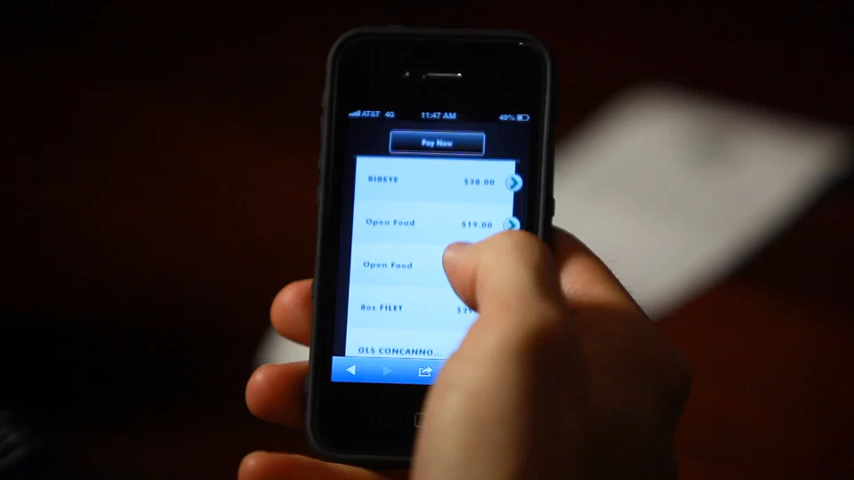 AT&T 4G 11:47 AM 49%
Pay Now
RIBEYE $38.00
Open Food $19.00
Open Food
Box FILET
GLS CONCANNO...